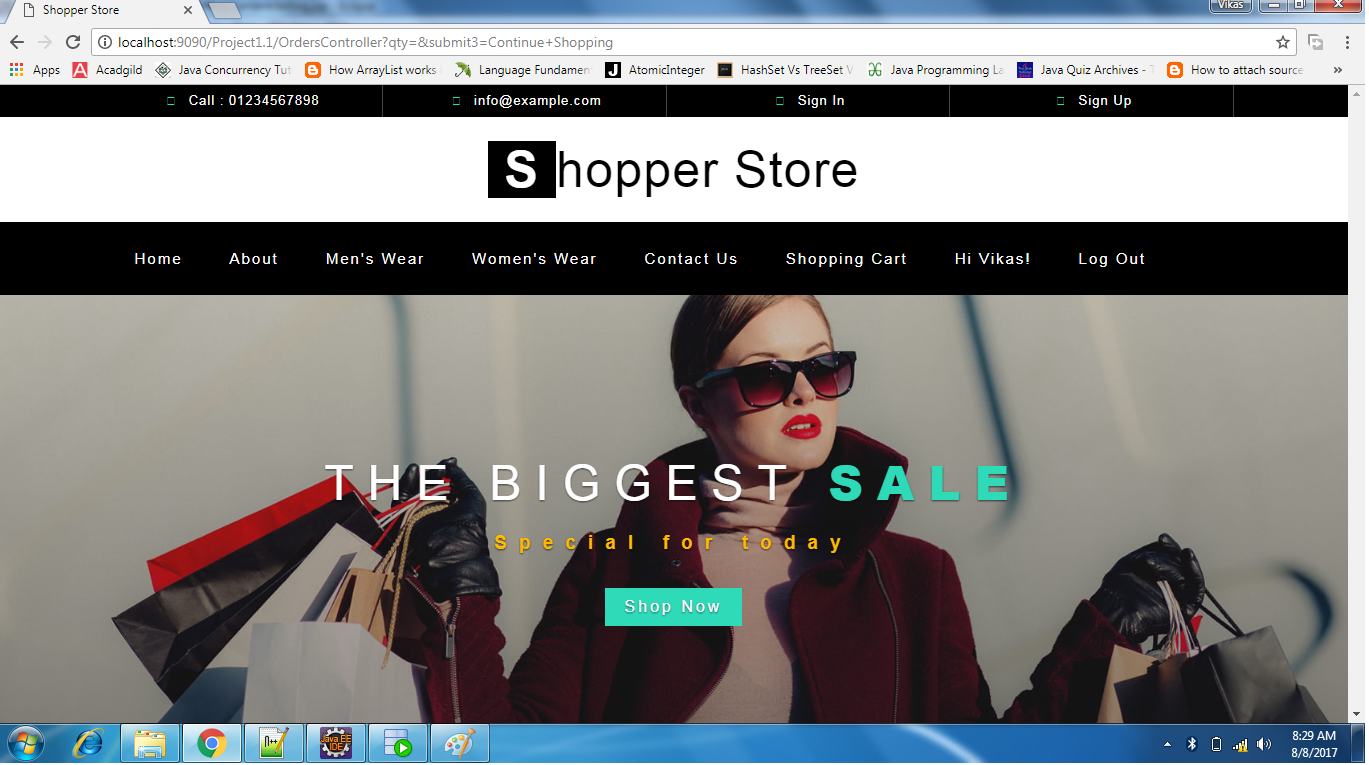 Shopper Store
Vikas
localhost:9090/Project1.1/OrdersController?qty=&submit3=Continue+Shopping
Apps Acadgild Java Concurrency Tut How ArrayList works Language Fundamen AtomicInteger HashSet Vs TreeSet V Java Programming La Java Quiz Archives - How to attach source »
Call : 01234567898 info@example.com Sign In Sign Up
Shopper Store
Home About Men's Wear Women's Wear Contact Us Shopping Cart Hi Vikas! Log Out
THE BIGGEST SALE
Special for today
Shop Now
Java EE
IDE
8:29 AM
8/8/2017